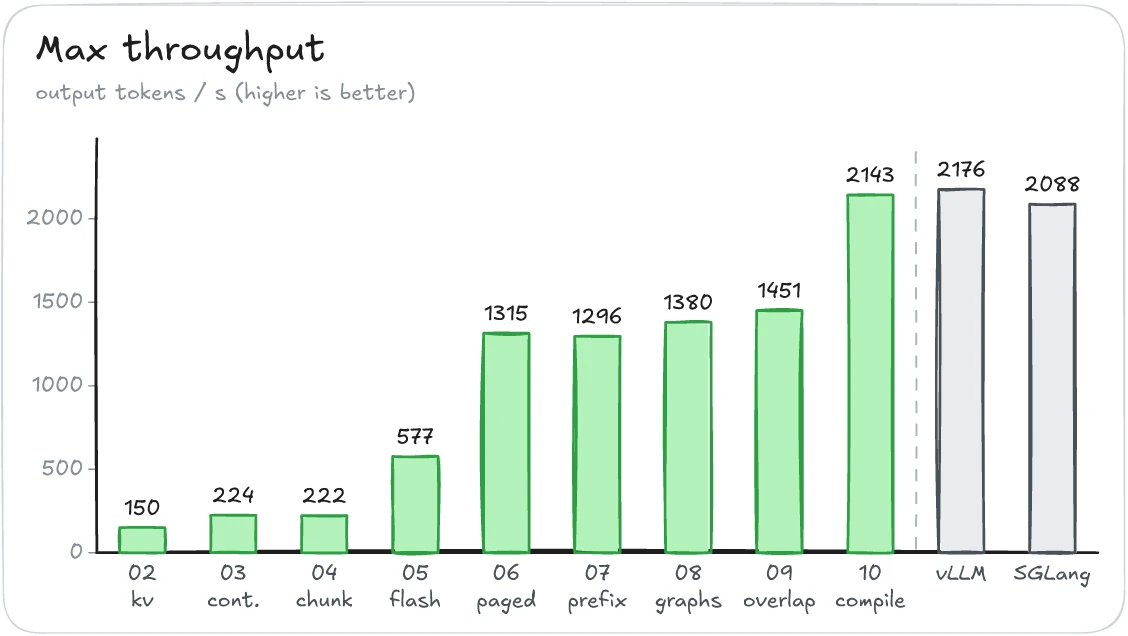 Max throughput
output tokens / s (higher is better)
2000
1500
1000
500
0
150
224
222
577
1315
1296
1380
1451
2143
2176
2088
02
kv
03
cont.
04
chunk
05
flash
06
paged
07
prefix
08
graphs
09
overlap
10
compile
vLLM
SGLang